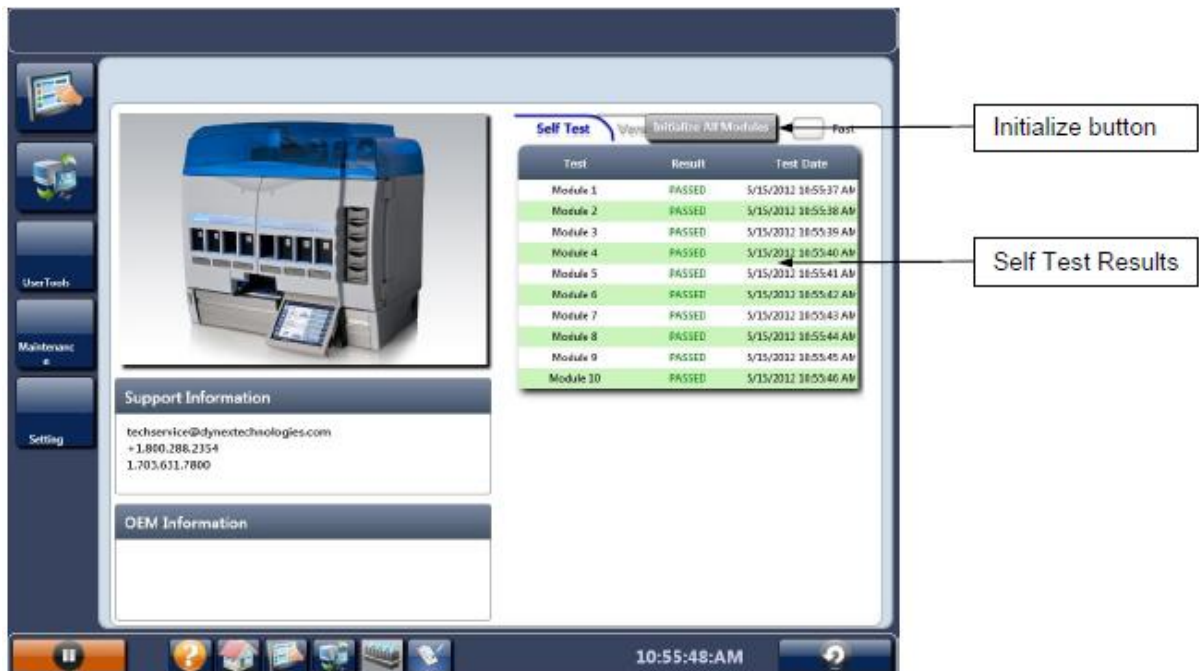 Self Test
Initialize All Modules
Fast
Initialize button
Test Result Test Date
Module 1 PASSED 5/15/2012 10:55:37 AM
Module 2 PASSED 5/15/2012 10:55:38 AM
Module 3 PASSED 5/15/2012 10:55:39 AM
Module 4 PASSED 5/15/2012 10:55:40 AM
Self Test Results
Module 5 PASSED 5/15/2012 10:55:41 AM
Module 6 PASSED 5/15/2012 10:55:42 AM
Module 7 PASSED 5/15/2012 10:55:43 AM
Module 8 PASSED 5/15/2012 10:55:44 AM
Module 9 PASSED 5/15/2012 10:55:45 AM
Module 10 PASSED 5/15/2012 10:55:46 AM
UserTools
Maintenanc
e
Setting
Support Information
techservice@dynextechnologies.com
+1.800.288.2354
1.703.631.7800
OEM Information
10:55:48:AM